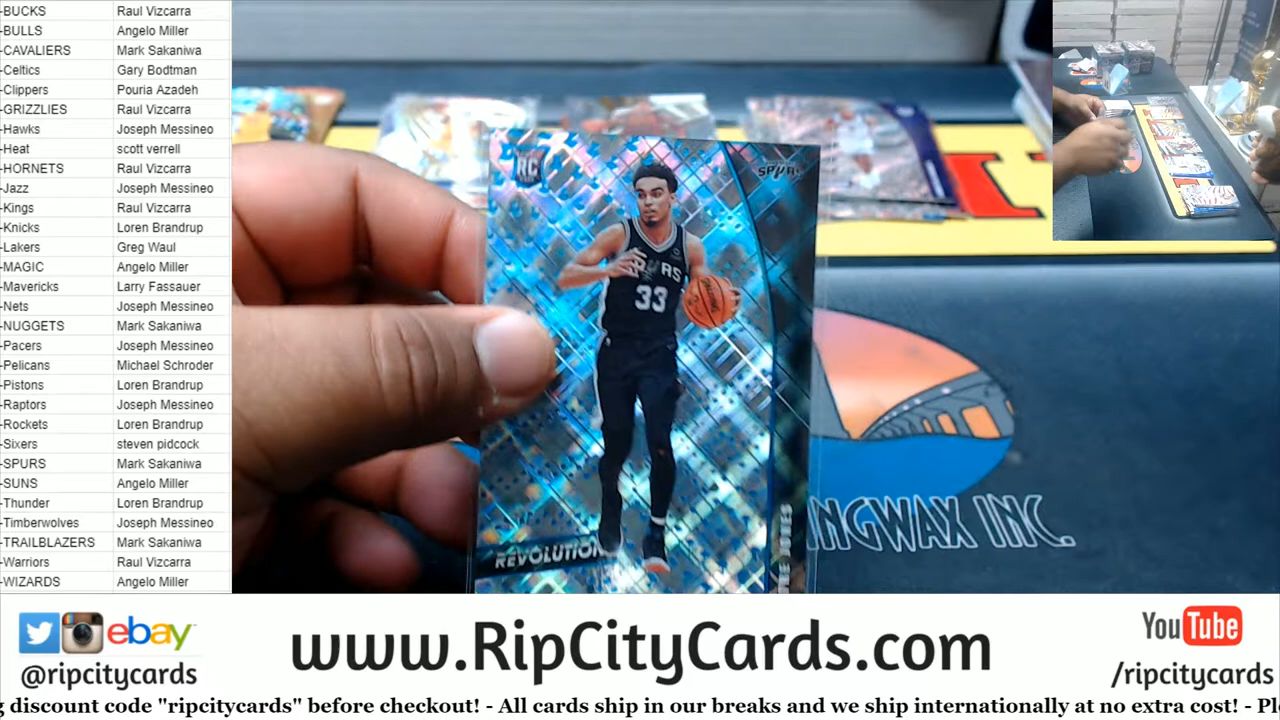 -BUCKS Raul Vizcarra
-BULLS Angelo Miller
-CAVALIERS Mark Sakaniwa
-Celtics Gary Bodtman
-Clippers Pouria Azadeh
-GRIZZLIES Raul Vizcarra
-Hawks Joseph Messineo
-Heat scott verrell
-HORNETS Raul Vizcarra
-Jazz Joseph Messineo
-Kings Raul Vizcarra
-Knicks Loren Brandrup
-Lakers Greg Waul
-MAGIC Angelo Miller
-Mavericks Larry Fassauer
-Nets Joseph Messineo
-NUGGETS Mark Sakaniwa
-Pacers Joseph Messineo
-Pelicans Michael Schroder
-Pistons Loren Brandrup
-Raptors Joseph Messineo
-Rockets Loren Brandrup
-Sixers steven pidcock
-SPURS Mark Sakaniwa
-SUNS Angelo Miller
-Thunder Loren Brandrup
-Timberwolves Joseph Messineo
-TRAILBLAZERS Mark Sakaniwa
-Warriors Raul Vizcarra
-WIZARDS Angelo Miller
RC
SPURS
33
REVOLUTION
INGWAX INC.
ebay
@ripcitycards
www.RipCityCards.com
YouTube
/ripcitycards
g discount code "ripcitycards" before checkout! - All cards ship in our breaks and we ship internationally at no extra cost! - Pl